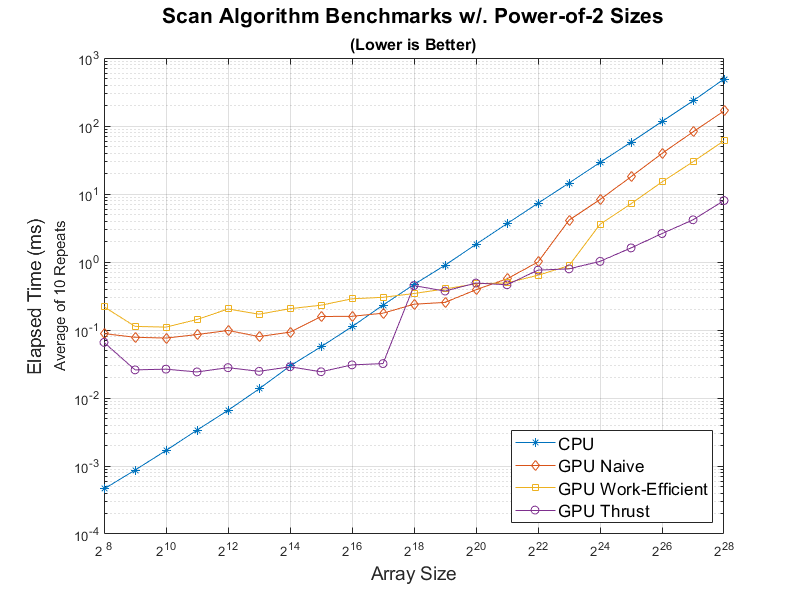 Scan Algorithm Benchmarks w/. Power-of-2 Sizes
(Lower is Better)
10^3
10^2
10^1
10^0
10^-1
10^-2
10^-3
10^-4
Elapsed Time (ms)
Average of 10 Repeats
CPU
GPU Naive
GPU Work-Efficient
GPU Thrust
2^8 2^10 2^12 2^14 2^16 2^18 2^20 2^22 2^24 2^26 2^28
Array Size